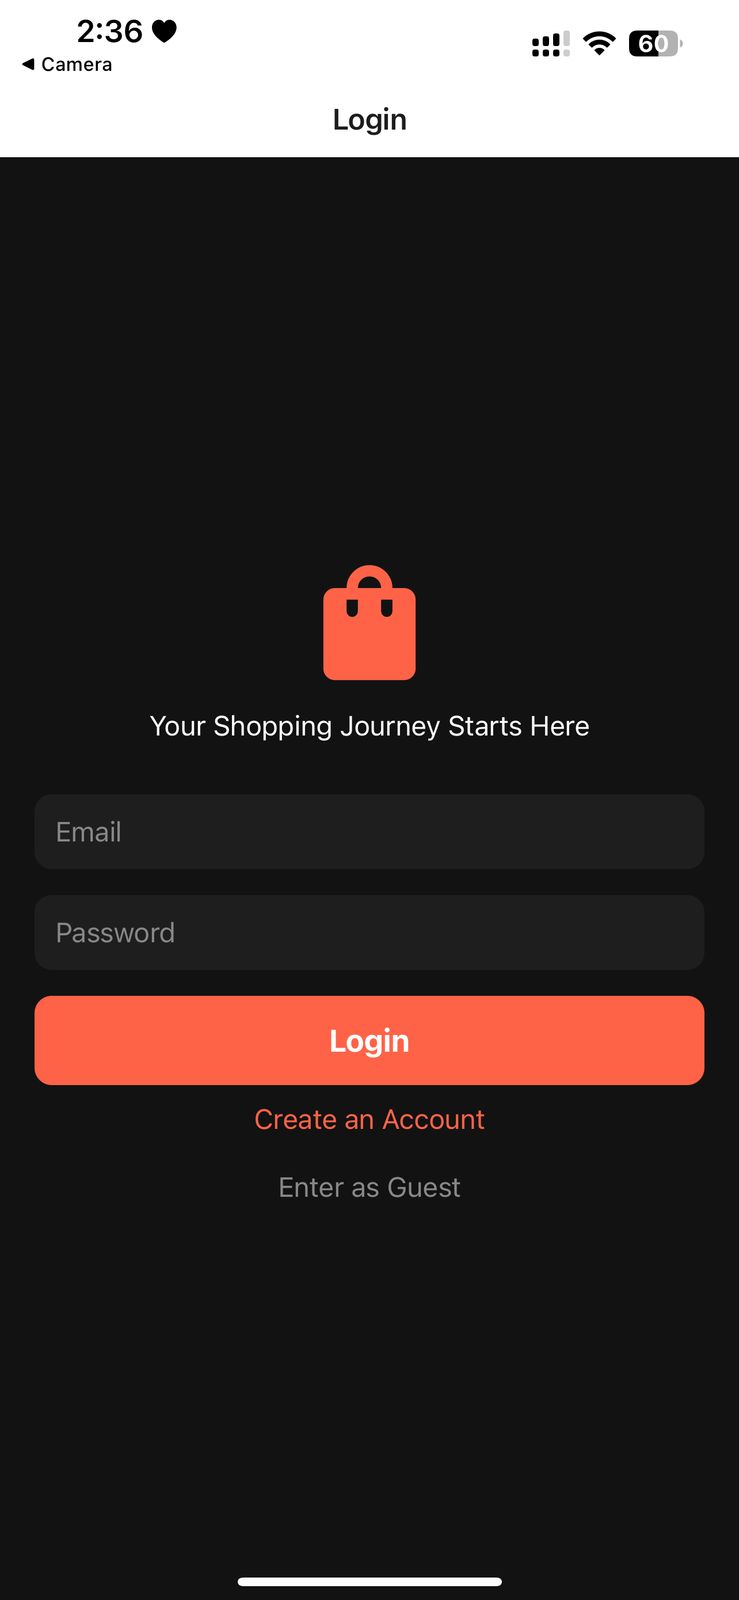 2:36
60
Camera
Login
Your Shopping Journey Starts Here
Email
Password
Login
Create an Account
Enter as Guest